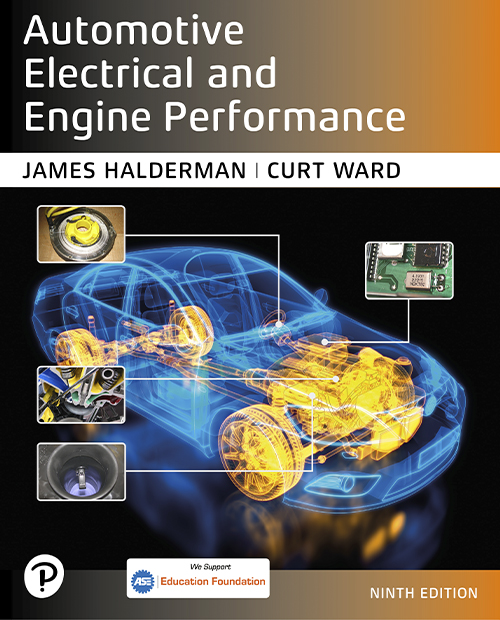 Automotive
Electrical and
Engine Performance
JAMES HALDERMAN | CURT WARD
P
We Support
ASE Education Foundation
NINTH EDITION